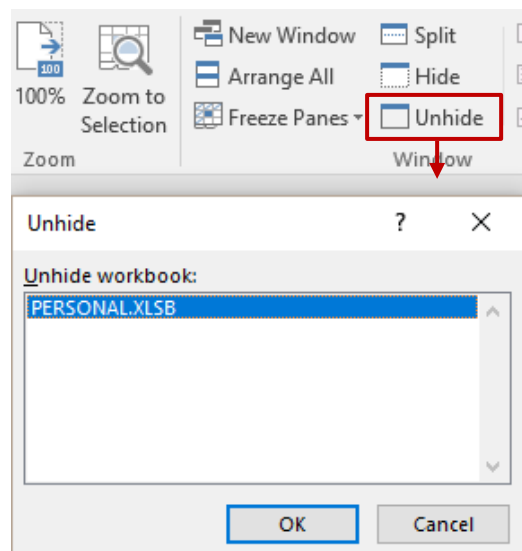 New Window
Split
100
Arrange All
Hide
100%
Zoom to
Selection
Freeze Panes
Unhide
Zoom
Window
Unhide
?
Unhide workbook:
PERSONAL.XLSB
OK
Cancel